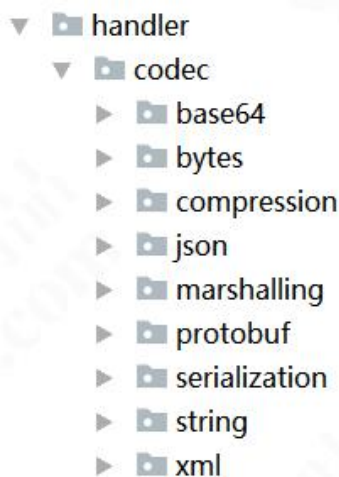 handler
codec
base64
bytes
compression
json
marshalling
protobuf
serialization
string
xml